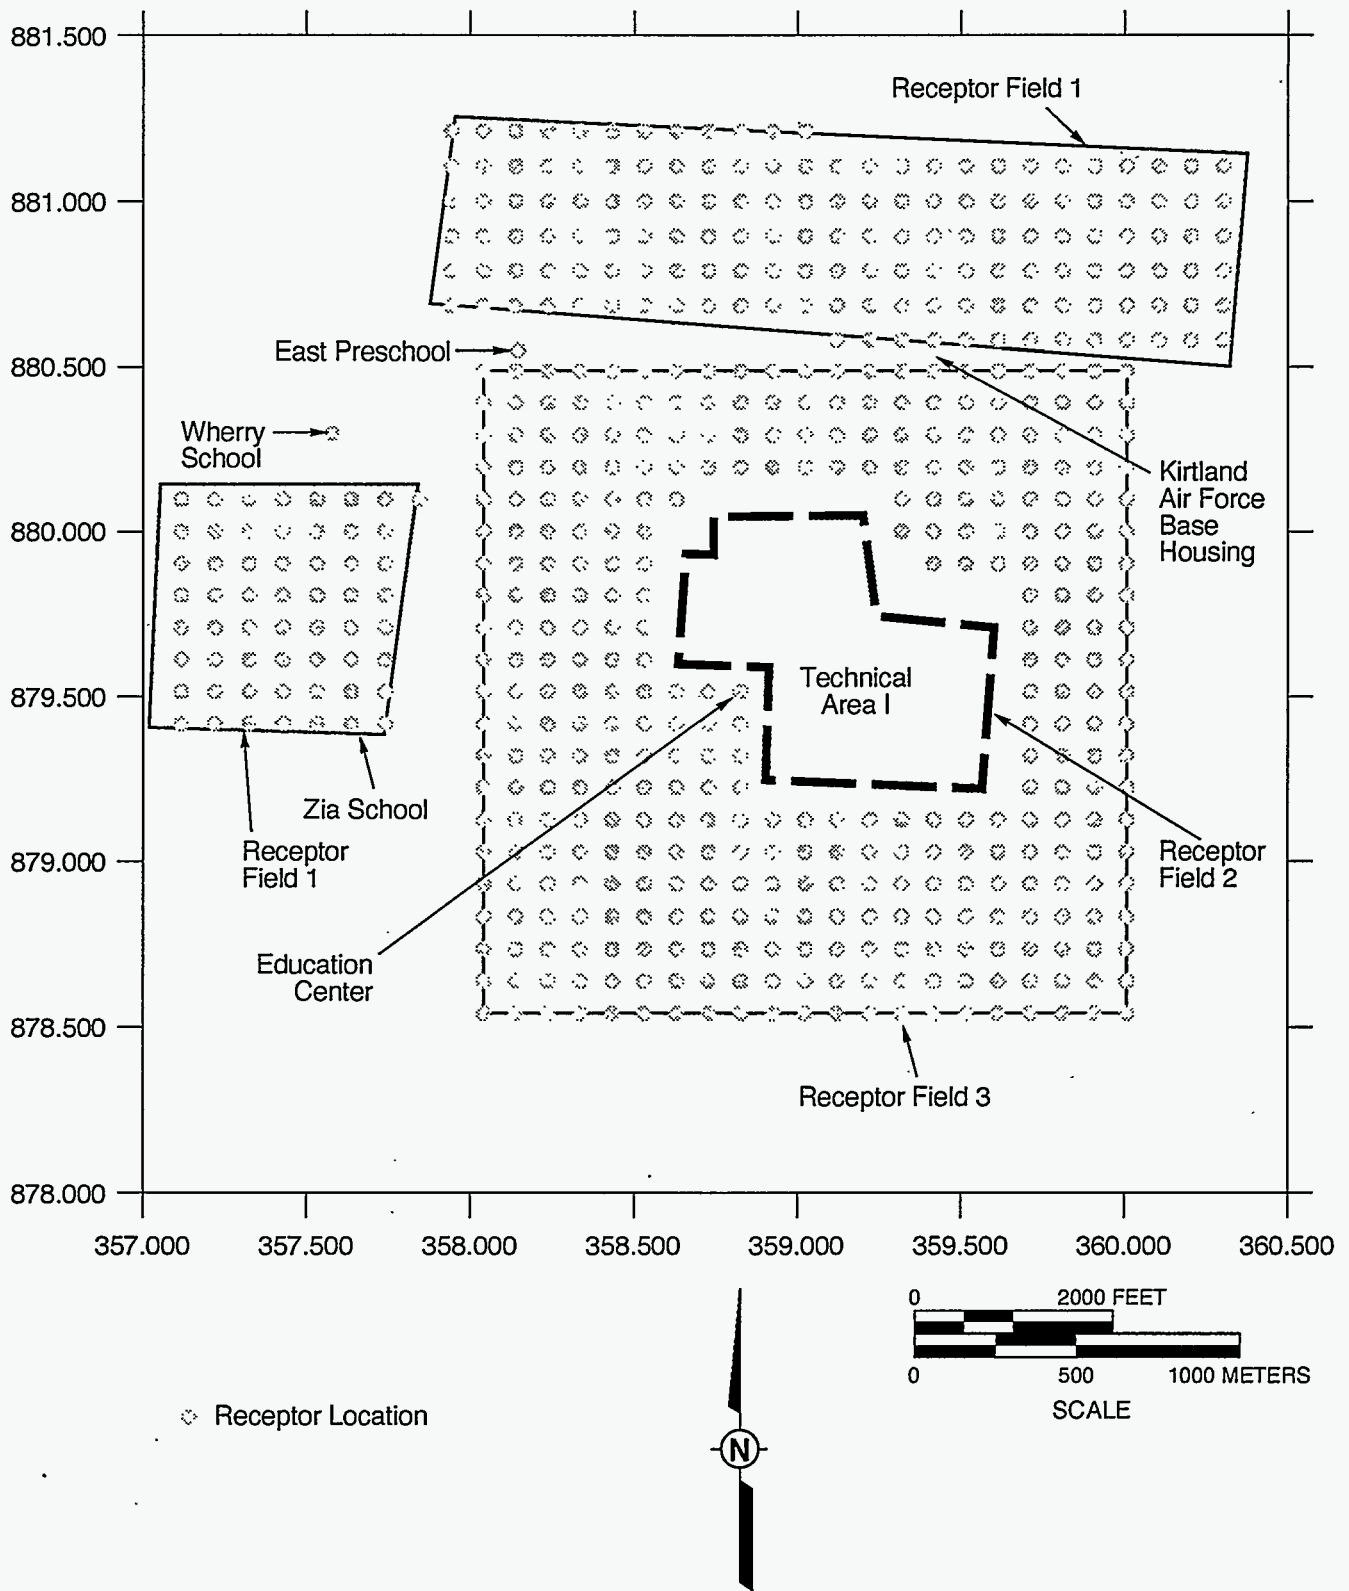 881.500
Receptor Field 1
881.000
East Preschool
880.500
Wherry
School
Kirtland
Air Force
Base
Housing
880.000
Technical
Area I
879.500
Zia School
Receptor
Field 1
879.000
Receptor
Field 2
Education
Center
878.500
Receptor Field 3
878.000
357.000 357.500 358.000 358.500 359.000 359.500 360.000 360.500
0 2000 FEET
0 500 1000 METERS
SCALE
Receptor Location
N